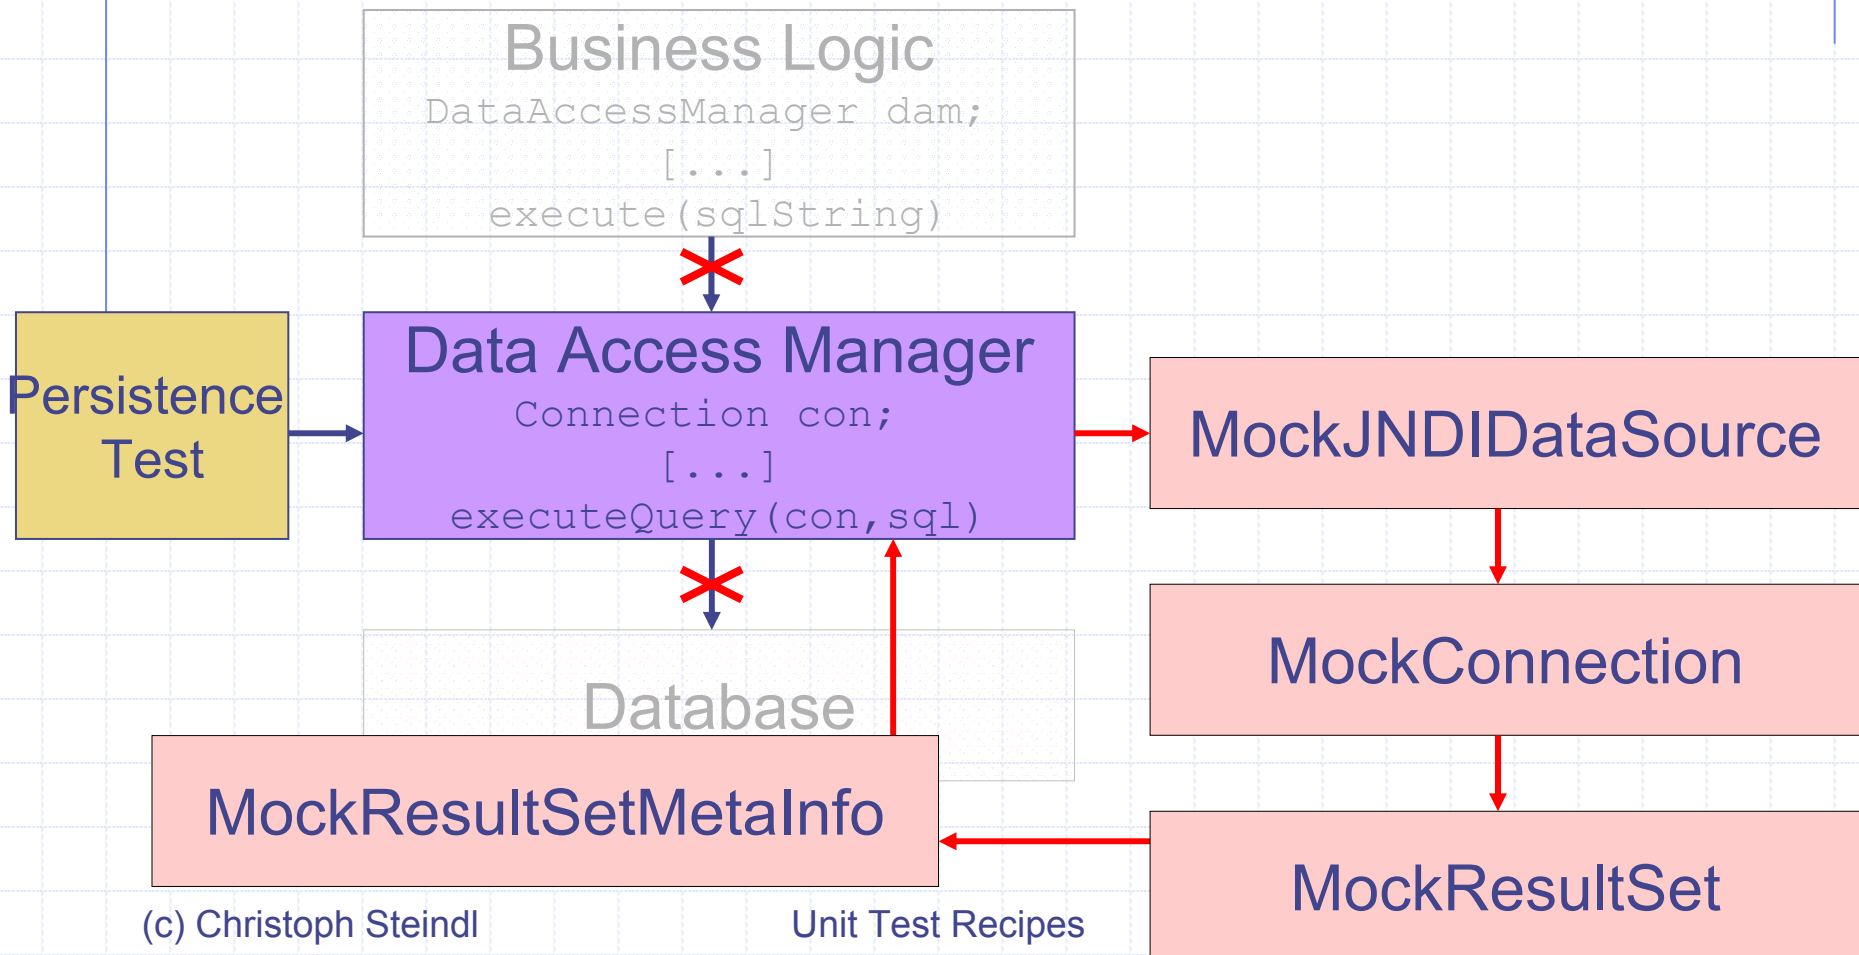 Business Logic
DataAccessManager dam;
[...]
execute(sqlString)
Persistence
Test
Data Access Manager
Connection con;
[...]
executeQuery(con,sql)
MockJNDIDataSource
MockConnection
Database
MockResultSetMetaInfo
MockResultSet
(c) Christoph Steindl
Unit Test Recipes